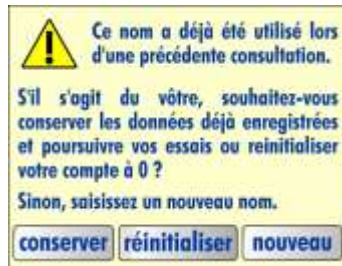 Ce nom a déjà été utilisé lors
d'une précédente consultation.
S'il s'agit du vôtre, souhaitez-vous
conserver les données déjà enregistrées
et poursuivre vos essais ou reinitialiser
votre compte à 0 ?
Sinon, saisissez un nouveau nom.
conserver réinitialiser nouveau